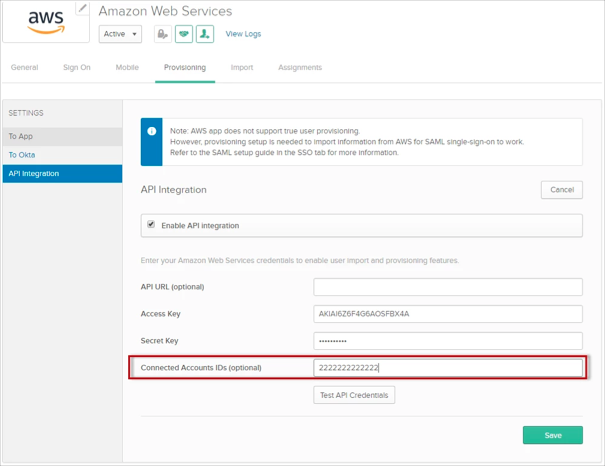 aws
Amazon Web Services
Active
View Logs
General Sign On Mobile Provisioning Import Assignments
SETTINGS
To App
To Okta
API Integration
Note: AWS app does not support true user provisioning.
However, provisioning setup is needed to import information from AWS for SAML single-sign-on to work.
Refer to the SAML setup guide in the SSO tab for more information.
API Integration
Cancel
Enable API integration
Enter your Amazon Web Services credentials to enable user import and provisioning features.
API URL (optional)
Access Key AKIAI6Z6F4G6AOSFBX4A
Secret Key ••••••••••
Connected Accounts IDs (optional) 2222222222222
Test API Credentials
Save